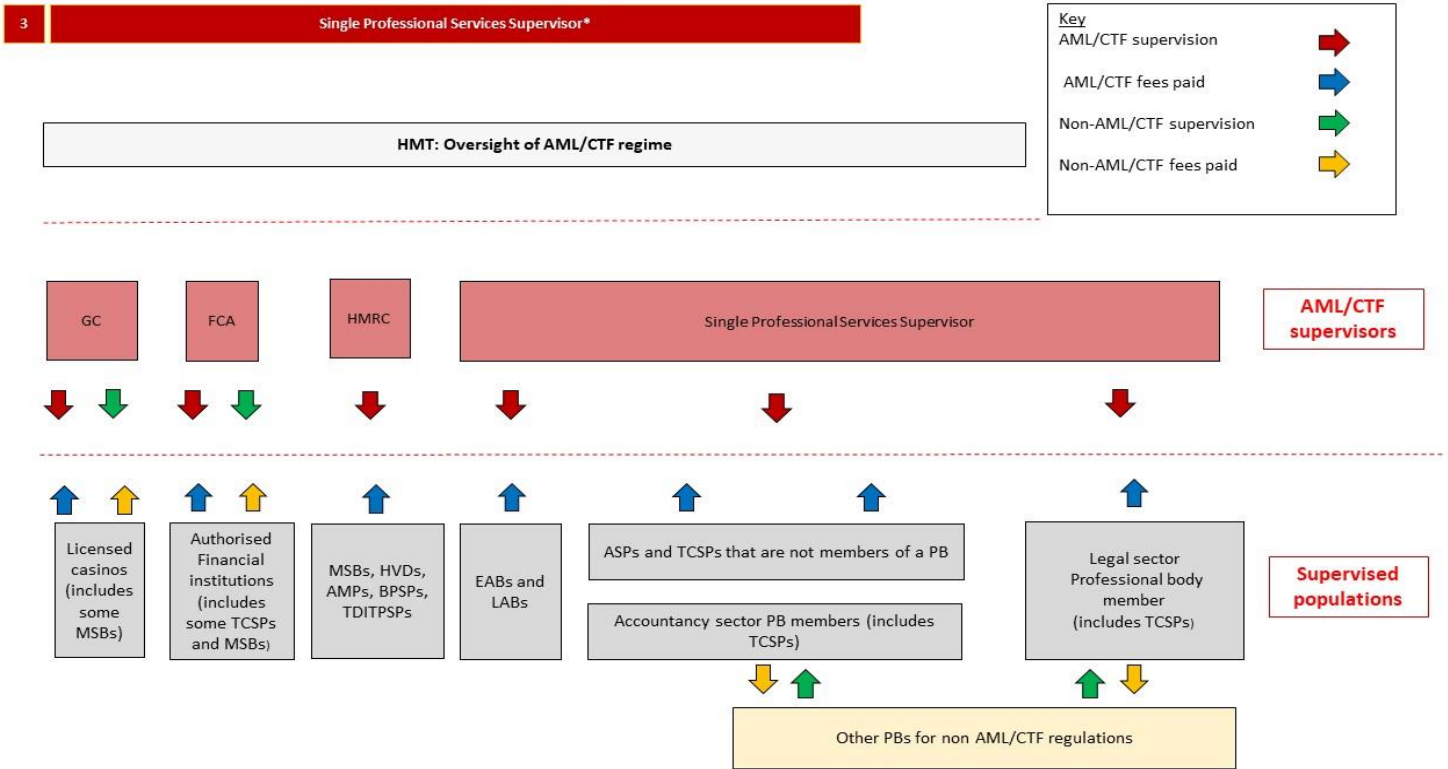 3
Single Professional Services Supervisor*
Key
AML/CTF supervision
AML/CTF fees paid
Non-AML/CTF supervision
Non-AML/CTF fees paid
HMT: Oversight of AML/CTF regime
GC
FCA
HMRC
Single Professional Services Supervisor
AML/CTF
supervisors
Licensed
casinos
(includes
some
MSBs)
Authorised
Financial
institutions
(includes
some TCSPs
and MSBs)
MSBs, HVDs,
AMPs, BPSPs,
TDITPSPs
EABs and
LABs
ASPs and TCSPs that are not members of a PB
Accountancy sector PB members (includes
TCSPs)
Legal sector
Professional body
member
(includes TCSPs)
Supervised
populations
Other PBs for non AML/CTF regulations